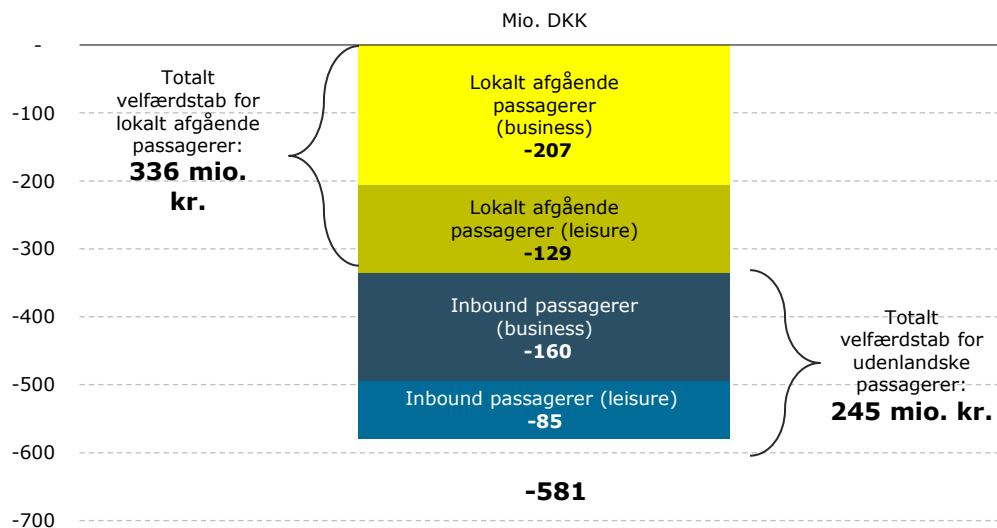 Mio. DKK
-
-100
-200
-300
-400
-500
-600
-700
Totalt
velfærdstab for
lokalt afgående
passagerer:
336 mio.
kr.
Lokalt afgående
passagerer
(business)
-207
Lokalt afgående
passagerer (leisure)
-129
Inbound passagerer
(business)
-160
Inbound passagerer (leisure)
-85
-581
Totalt
velfærdstab for
udenlandske
passagerer:
245 mio. kr.